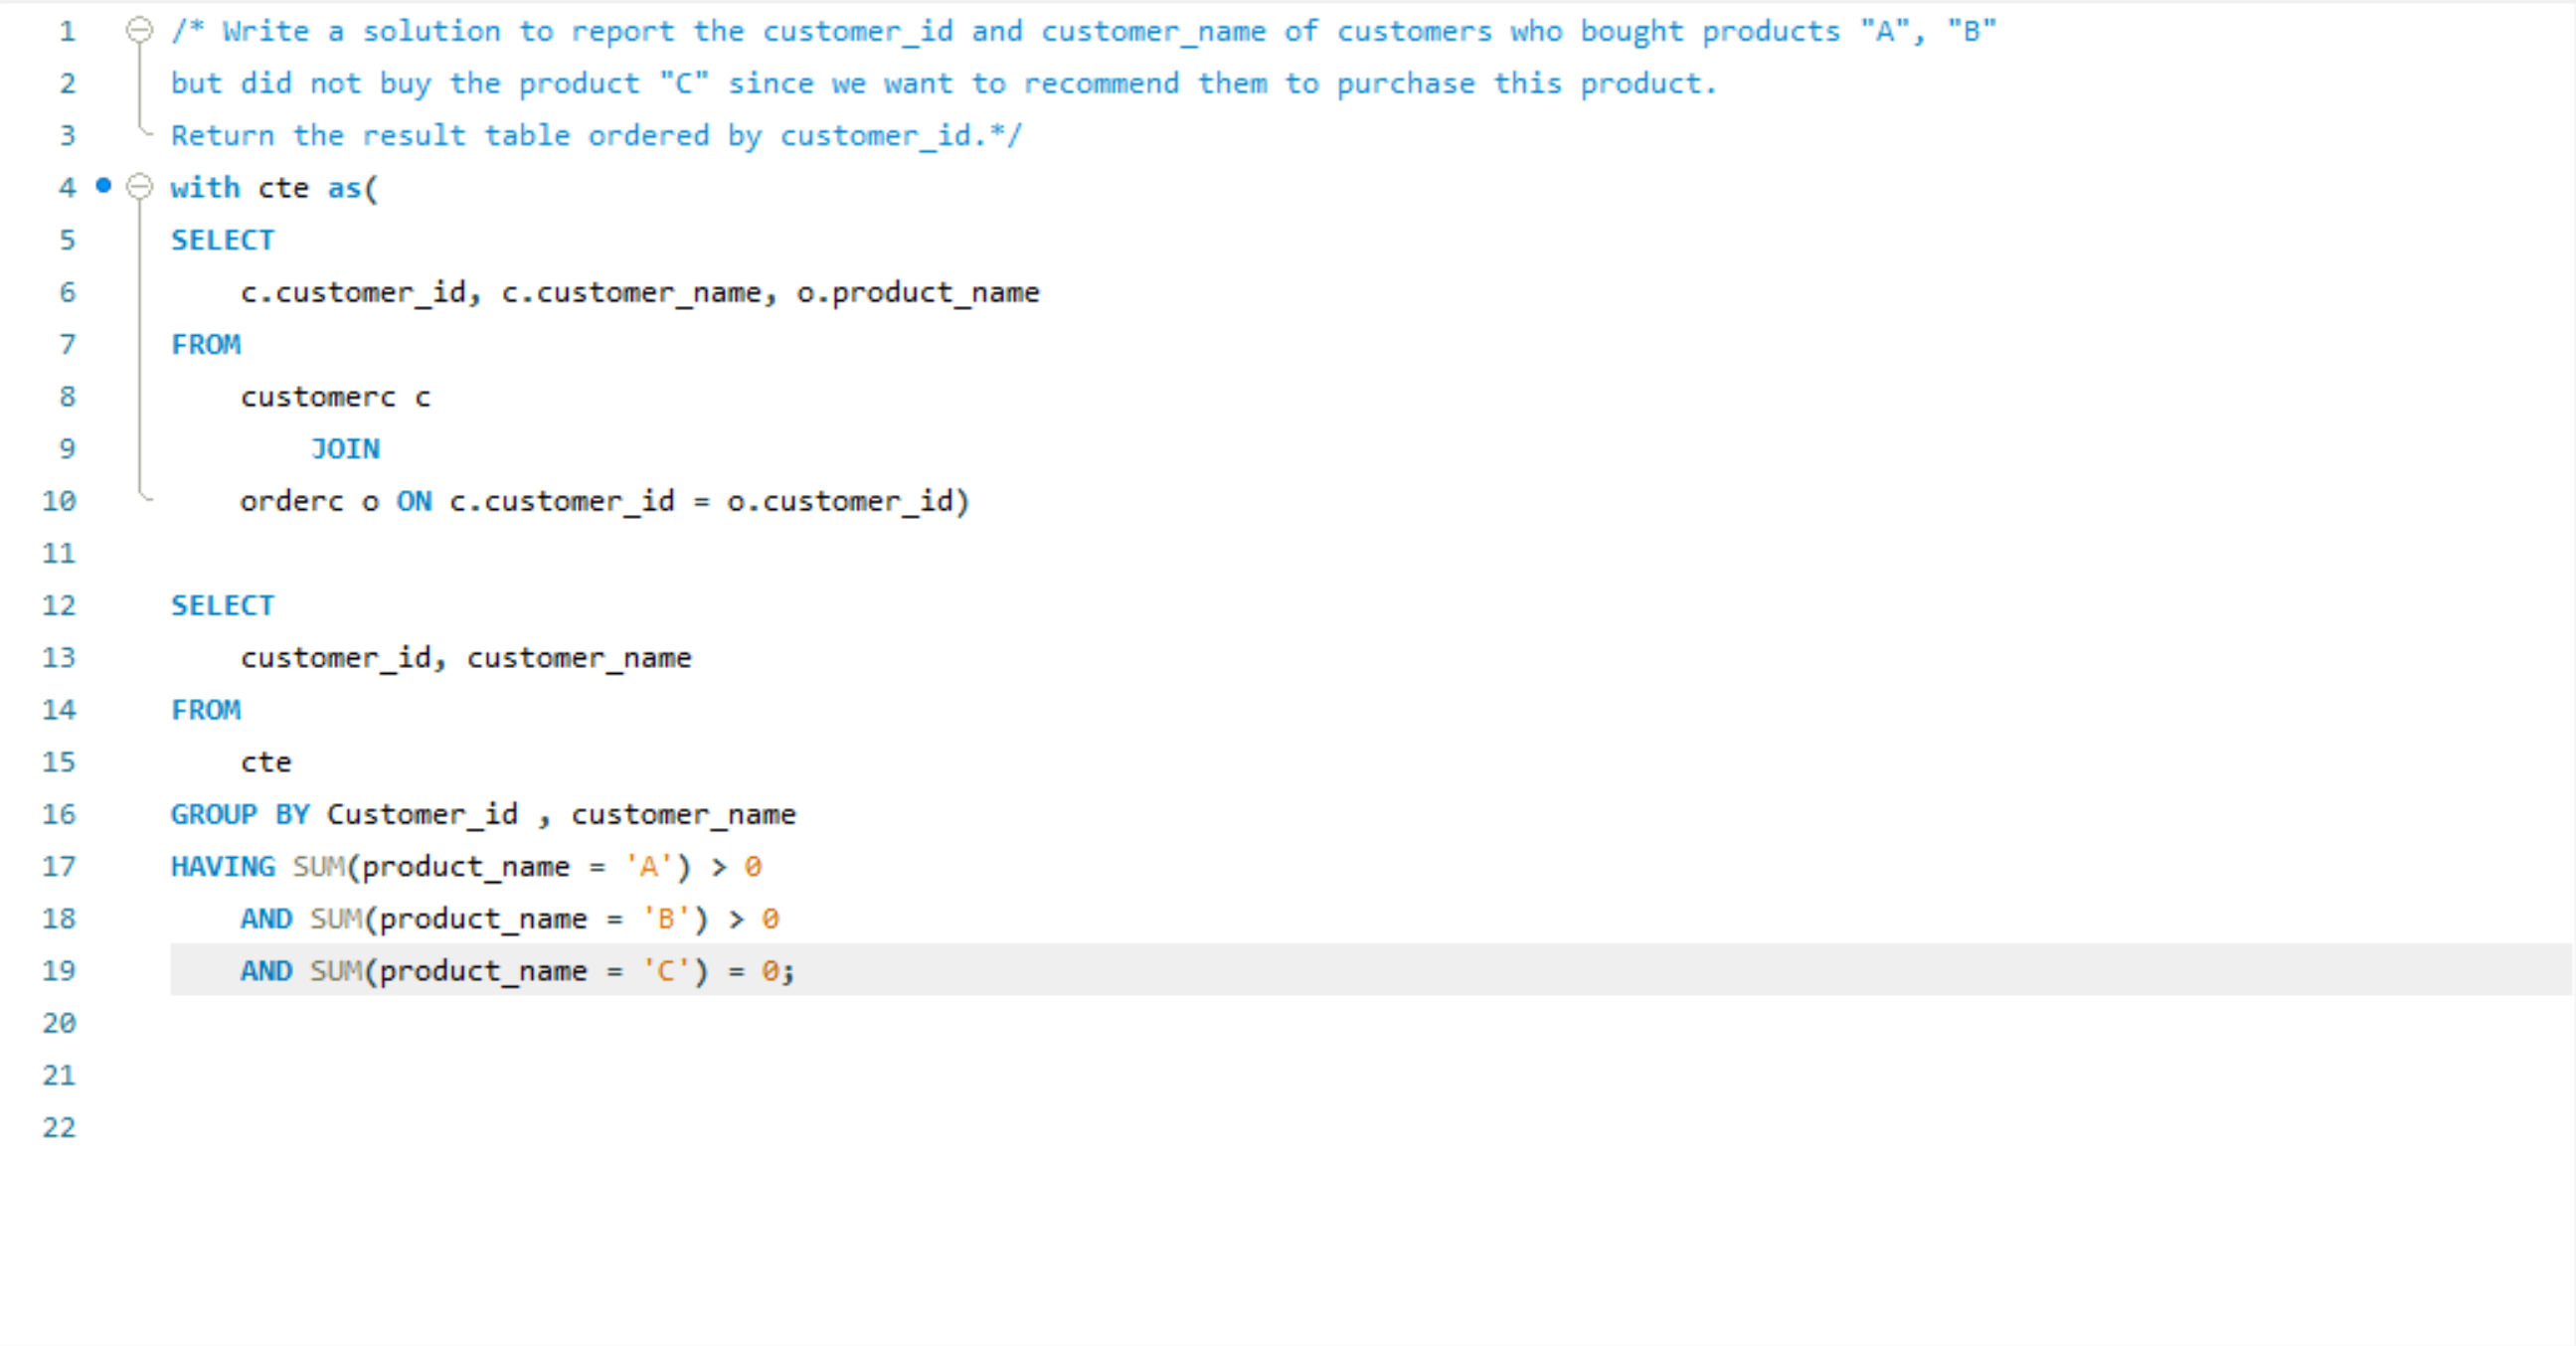 1 /* Write a solution to report the customer_id and customer_name of customers who bought products "A", "B"
2 but did not buy the product "C" since we want to recommend them to purchase this product.
3 Return the result table ordered by customer_id.*/
4 with cte as(
5 SELECT
6 c.customer_id, c.customer_name, o.product_name
7 FROM
8 customerc c
9 JOIN
10 orderc o ON c.customer_id = o.customer_id)
11
12 SELECT
13 customer_id, customer_name
14 FROM
15 cte
16 GROUP BY Customer_id , customer_name
17 HAVING SUM(product_name = 'A') > 0
18 AND SUM(product_name = 'B') > 0
19 AND SUM(product_name = 'C') = 0;
20
21
22